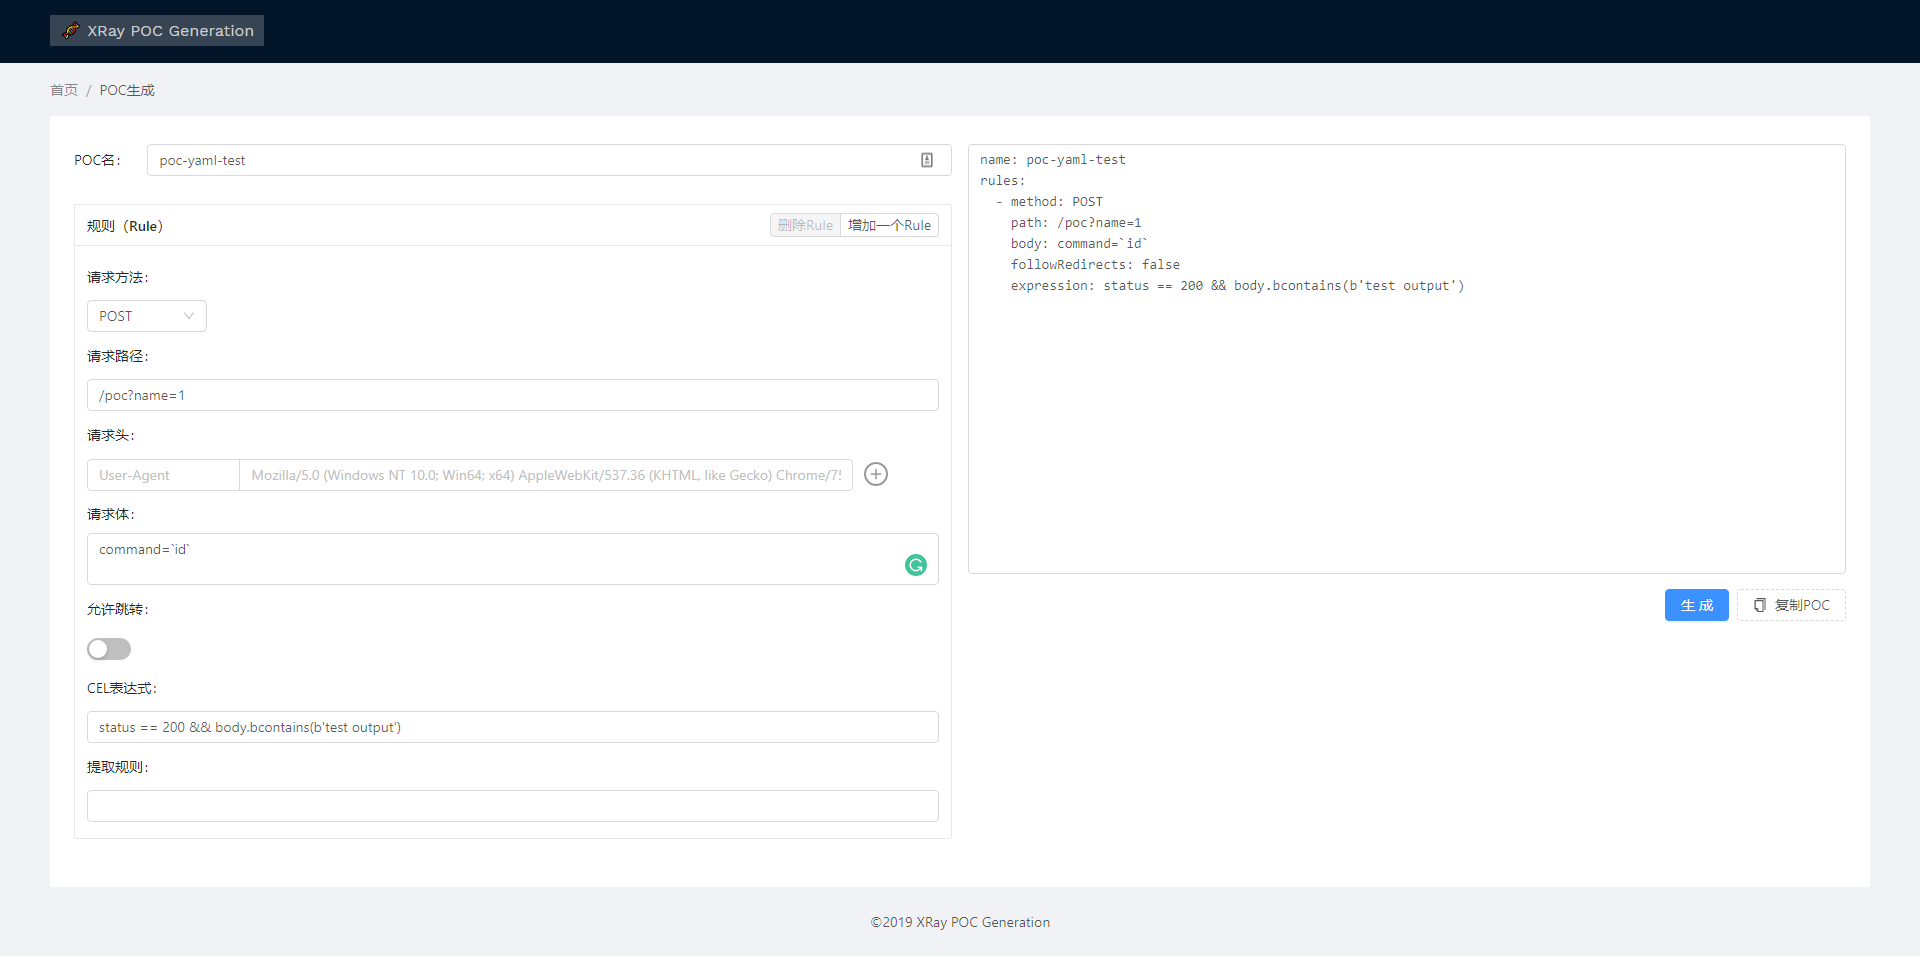 XRay POC Generation
首页 / POC生成
POC名：
poc-yaml-test
规则（Rule）
删除Rule
增加一个Rule
请求方法：
POST
请求路径：
/poc?name=1
请求头：
User-Agent
Mozilla/5.0 (Windows NT 10.0; Win64; x64) AppleWebKit/537.36 (KHTML, like Gecko) Chrome/75
请求体：
command=`id`
允许跳转：
CEL表达式：
status == 200 && body.bcontains(b'test output')
提取规则：
name: poc-yaml-test
rules:
  - method: POST
    path: /poc?name=1
    body: command=`id`
    followRedirects: false
    expression: status == 200 && body.bcontains(b'test output')
生 成
复制POC
©2019 XRay POC Generation